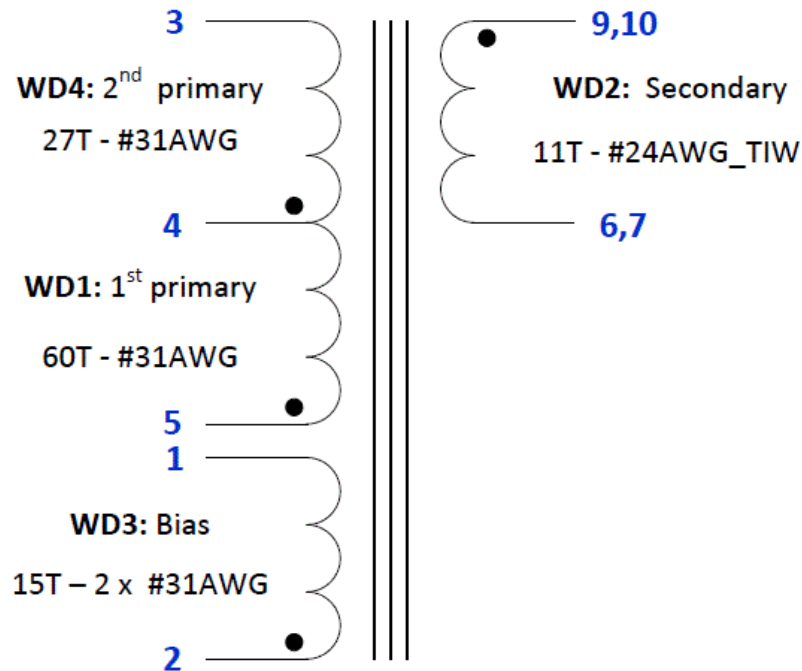 3
WD4: 2nd primary
27T - #31AWG
4
WD1: 1st primary
60T - #31AWG
5
1
WD3: Bias
15T – 2 x #31AWG
2
9,10
WD2: Secondary
11T - #24AWG_TIW
6,7